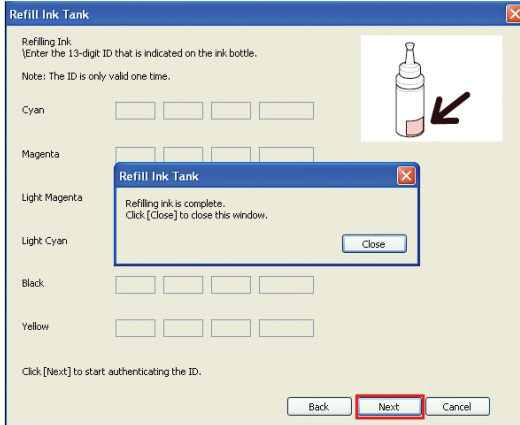 Refill Ink Tank
Refilling Ink
\Enter the 13-digit ID that is indicated on the ink bottle.
Note: The ID is only valid one time.
Cyan
Magenta
Refill Ink Tank
Light Magenta
Refilling ink is complete.
Click [Close] to close this window.
Light Cyan
Close
Black
Yellow
Click [Next] to start authenticating the ID.
Back Next Cancel